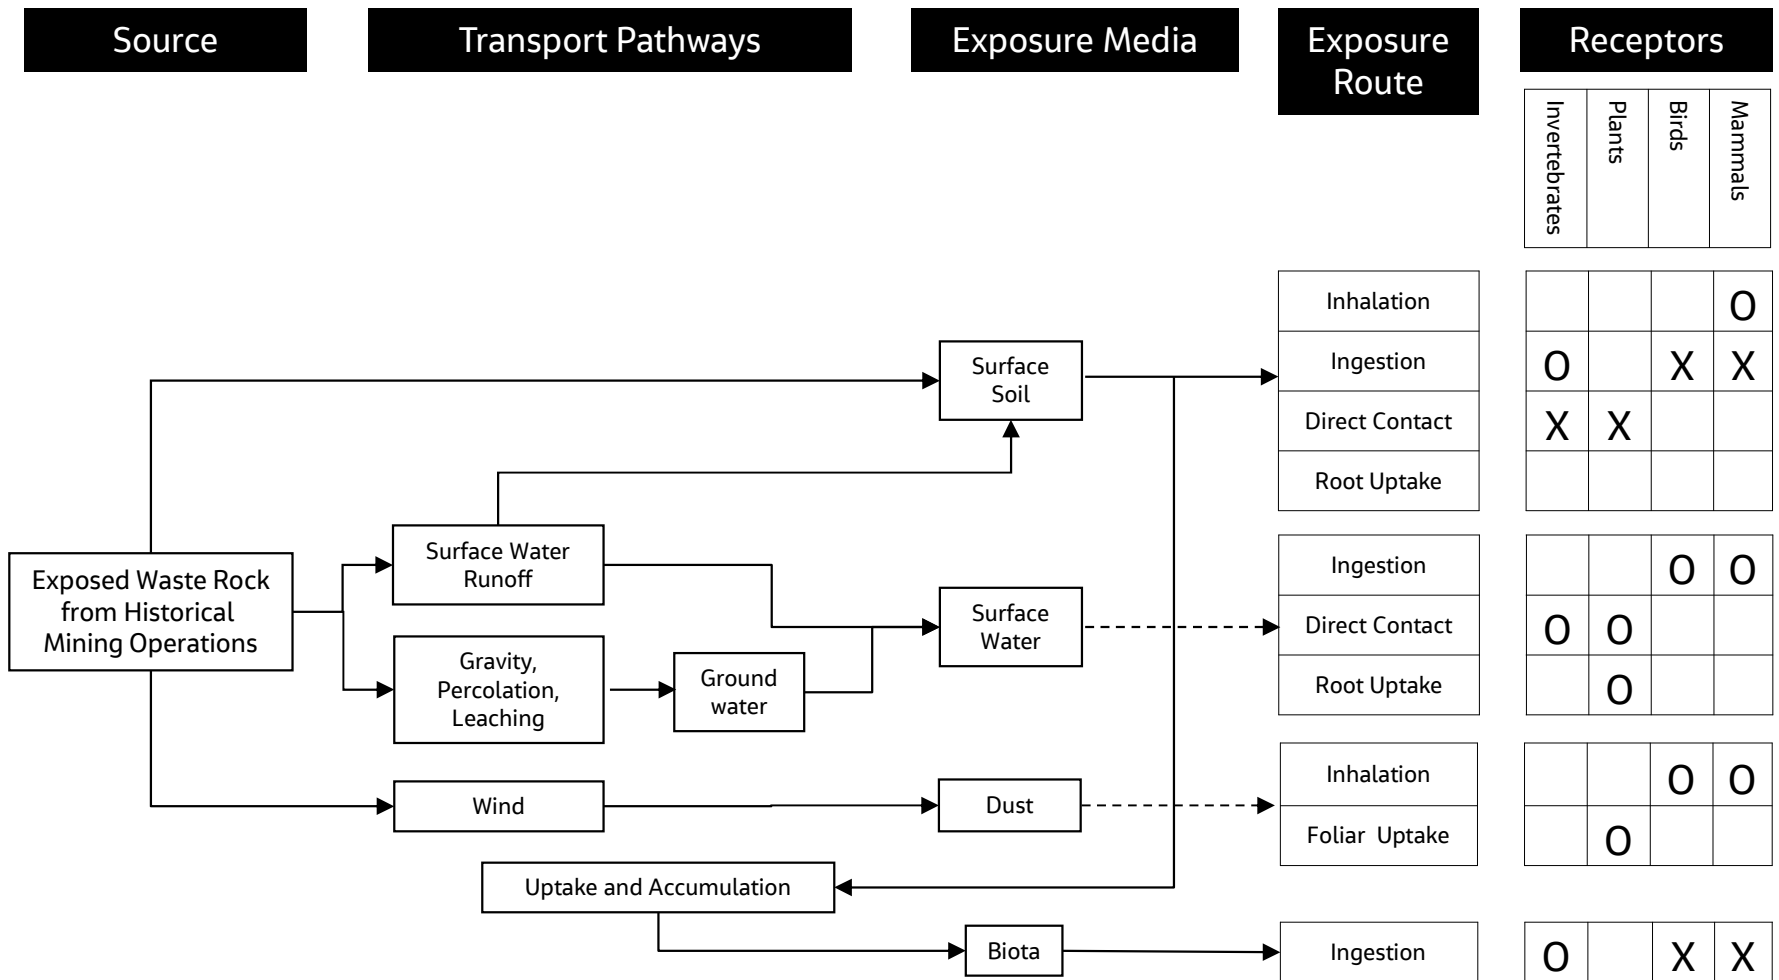 Source
Transport Pathways
Exposure Media
Exposure
Route
Receptors
Invertebrates
Plants
Birds
Mammals
Inhalation
O
Surface
Soil
Ingestion
O X X
Direct Contact
X X
Root Uptake
Exposed Waste Rock
from Historical
Mining Operations
Surface Water
Runoff
Gravity,
Percolation,
Leaching
Ground
water
Surface
Water
Ingestion
O O
Direct Contact
O O
Root Uptake
O
Wind
Dust
Inhalation
O O
Foliar Uptake
O
Uptake and Accumulation
Biota
Ingestion
O X X